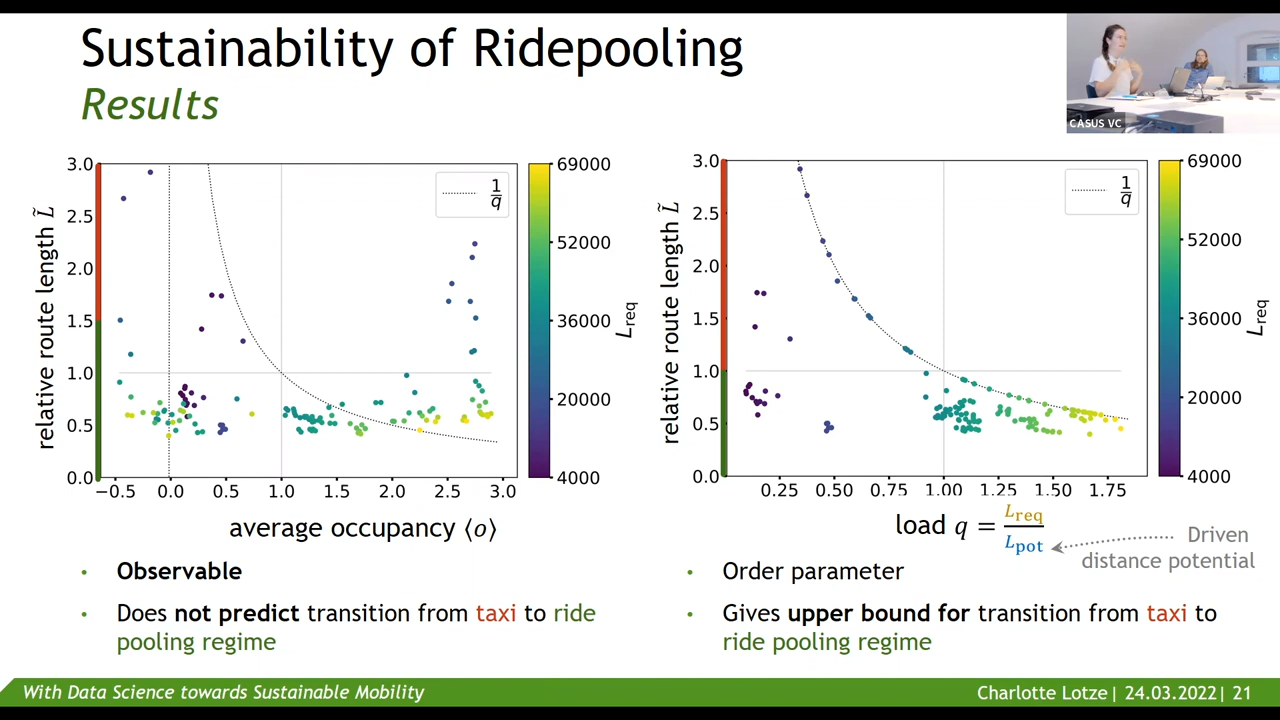 Sustainability of Ridepooling
Results
CASUS VC
relative route length L̃
3.0
2.5
2.0
1.5
1.0
0.5
0.0
−0.5 0.0 0.5 1.0 1.5 2.0 2.5 3.0
1/q
69000
52000
36000
20000
4000
L_req
average occupancy ⟨o⟩
relative route length L̃
3.0
2.5
2.0
1.5
1.0
0.5
0.0
0.25 0.50 0.75 1.00 1.25 1.50 1.75
1/q
69000
52000
36000
20000
4000
L_req
load q = L_req/L_pot
Driven
distance potential
• Observable
• Does not predict transition from taxi to ride
pooling regime
• Order parameter
• Gives upper bound for transition from taxi to
ride pooling regime
With Data Science towards Sustainable Mobility
Charlotte Lotze| 24.03.2022| 21